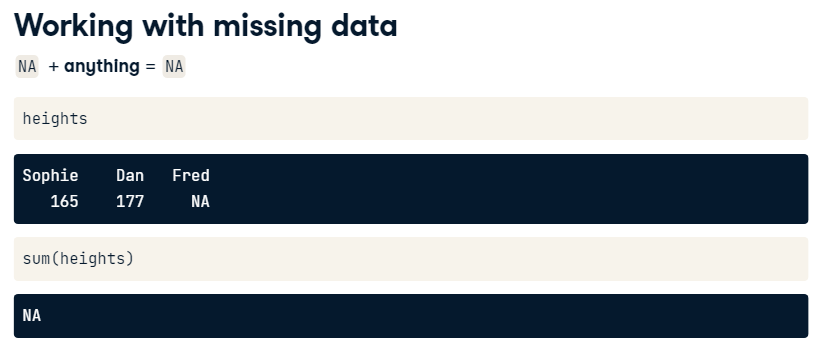 Working with missing data
NA + anything = NA
heights
Sophie    Dan   Fred
   165    177     NA
sum(heights)
NA